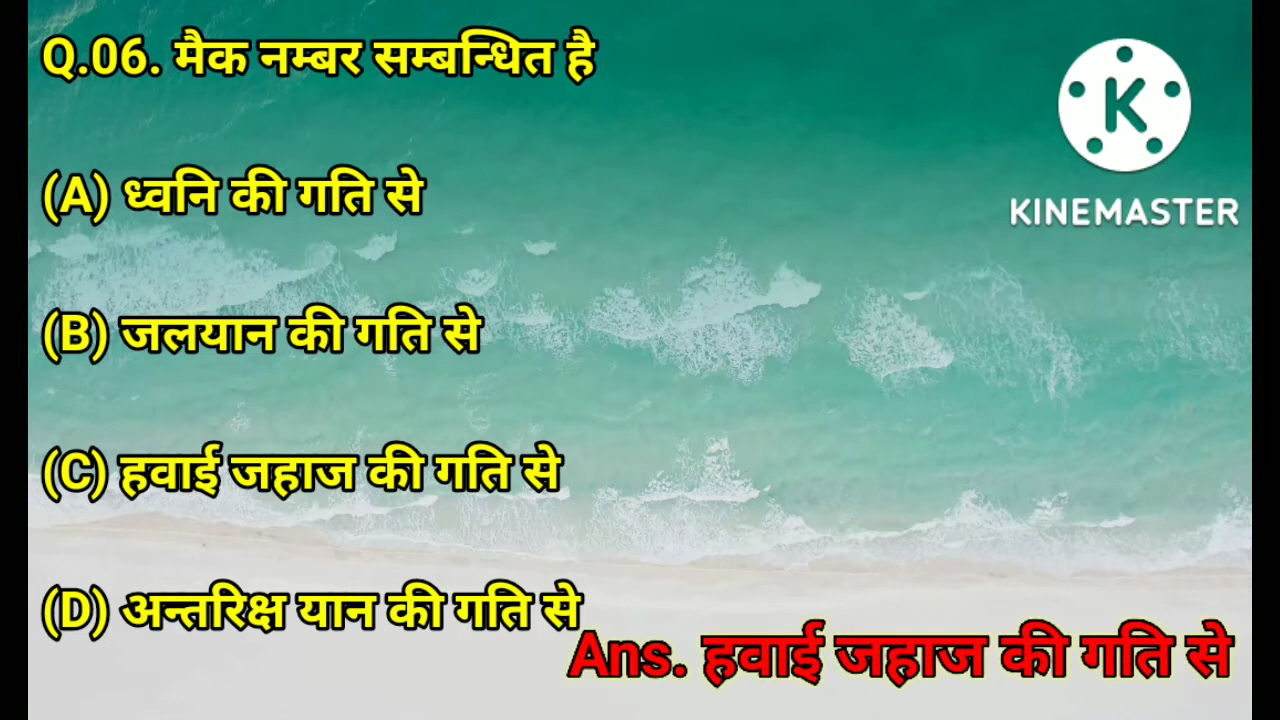 Q.06. मैक नम्बर सम्बन्धित है
K
KINEMASTER
(A) ध्वनि की गति से
(B) जलयान की गति से
(C) हवाई जहाज की गति से
(D) अन्तरिक्ष यान की गति से
Ans. हवाई जहाज की गति से